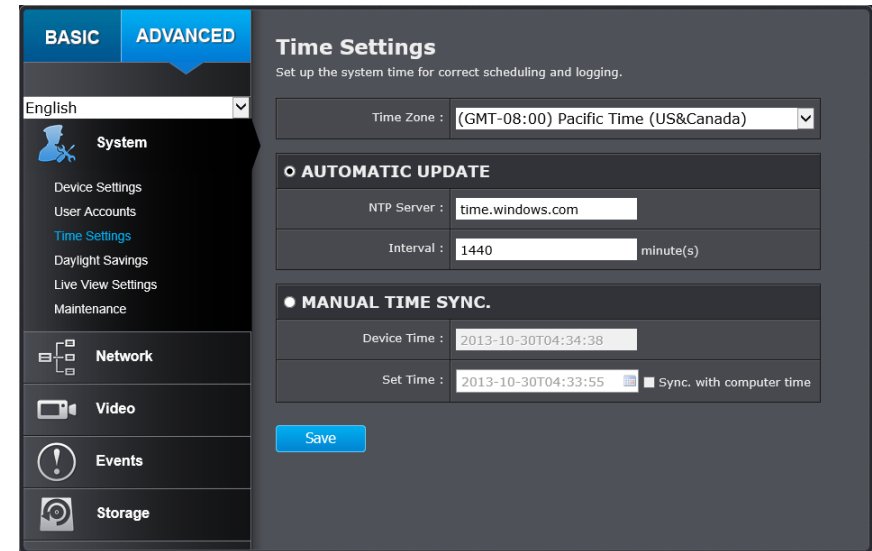 BASIC ADVANCED
English
System
Device Settings
User Accounts
Time Settings
Daylight Savings
Live View Settings
Maintenance
Network
Video
Events
Storage
Time Settings
Set up the system time for correct scheduling and logging.
Time Zone : (GMT-08:00) Pacific Time (US&Canada)
AUTOMATIC UPDATE
NTP Server : time.windows.com
Interval : 1440 minute(s)
MANUAL TIME SYNC.
Device Time : 2013-10-30T04:34:38
Set Time : 2013-10-30T04:33:55 Sync. with computer time
Save